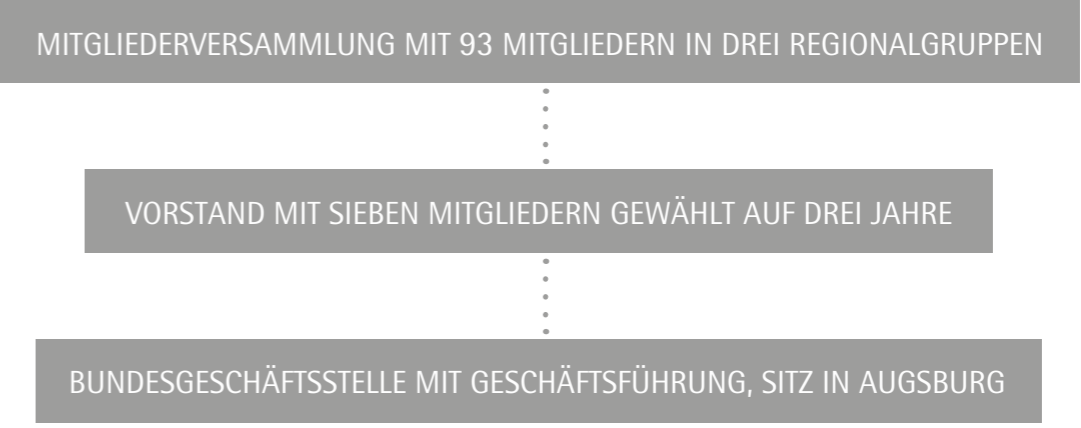 MITGLIEDERVERSAMMLUNG MIT 93 MITGLIEDERN IN DREI REGIONALGRUPPEN
VORSTAND MIT SIEBEN MITGLIEDERN GEWÄHLT AUF DREI JAHRE
BUNDESGESCHÄFTSSTELLE MIT GESCHÄFTSFÜHRUNG, SITZ IN AUGSBURG